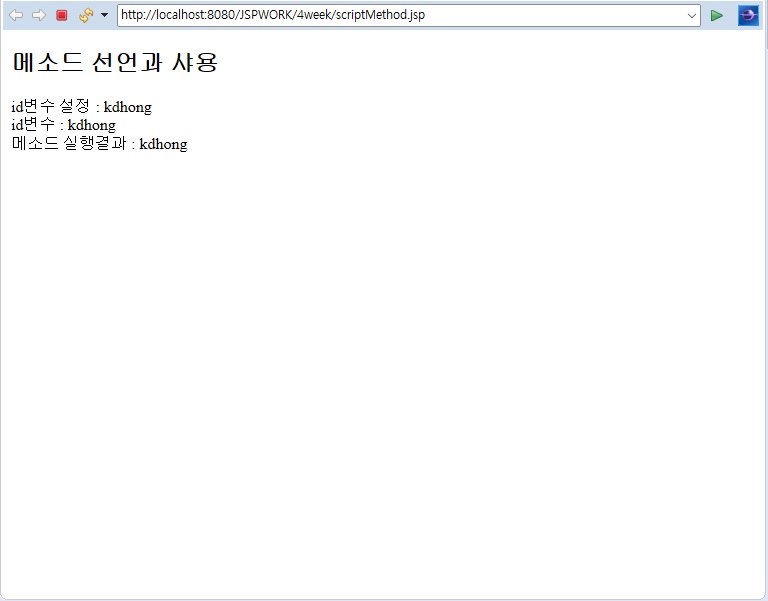 http://localhost:8080/JSPWORK/4week/scriptMethod.jsp
메소드 선언과 샤용
id변수 설정 : kdhong
id변수 : kdhong
메소드 실행결과 : kdhong